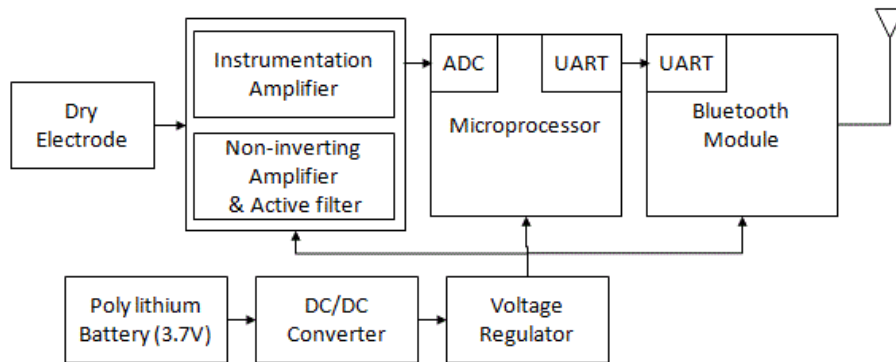 Dry
Electrode
Instrumentation
Amplifier
Non-inverting
Amplifier
& Active filter
ADC
UART
Microprocessor
UART
Bluetooth
Module
Poly lithium
Battery (3.7V)
DC/DC
Converter
Voltage
Regulator